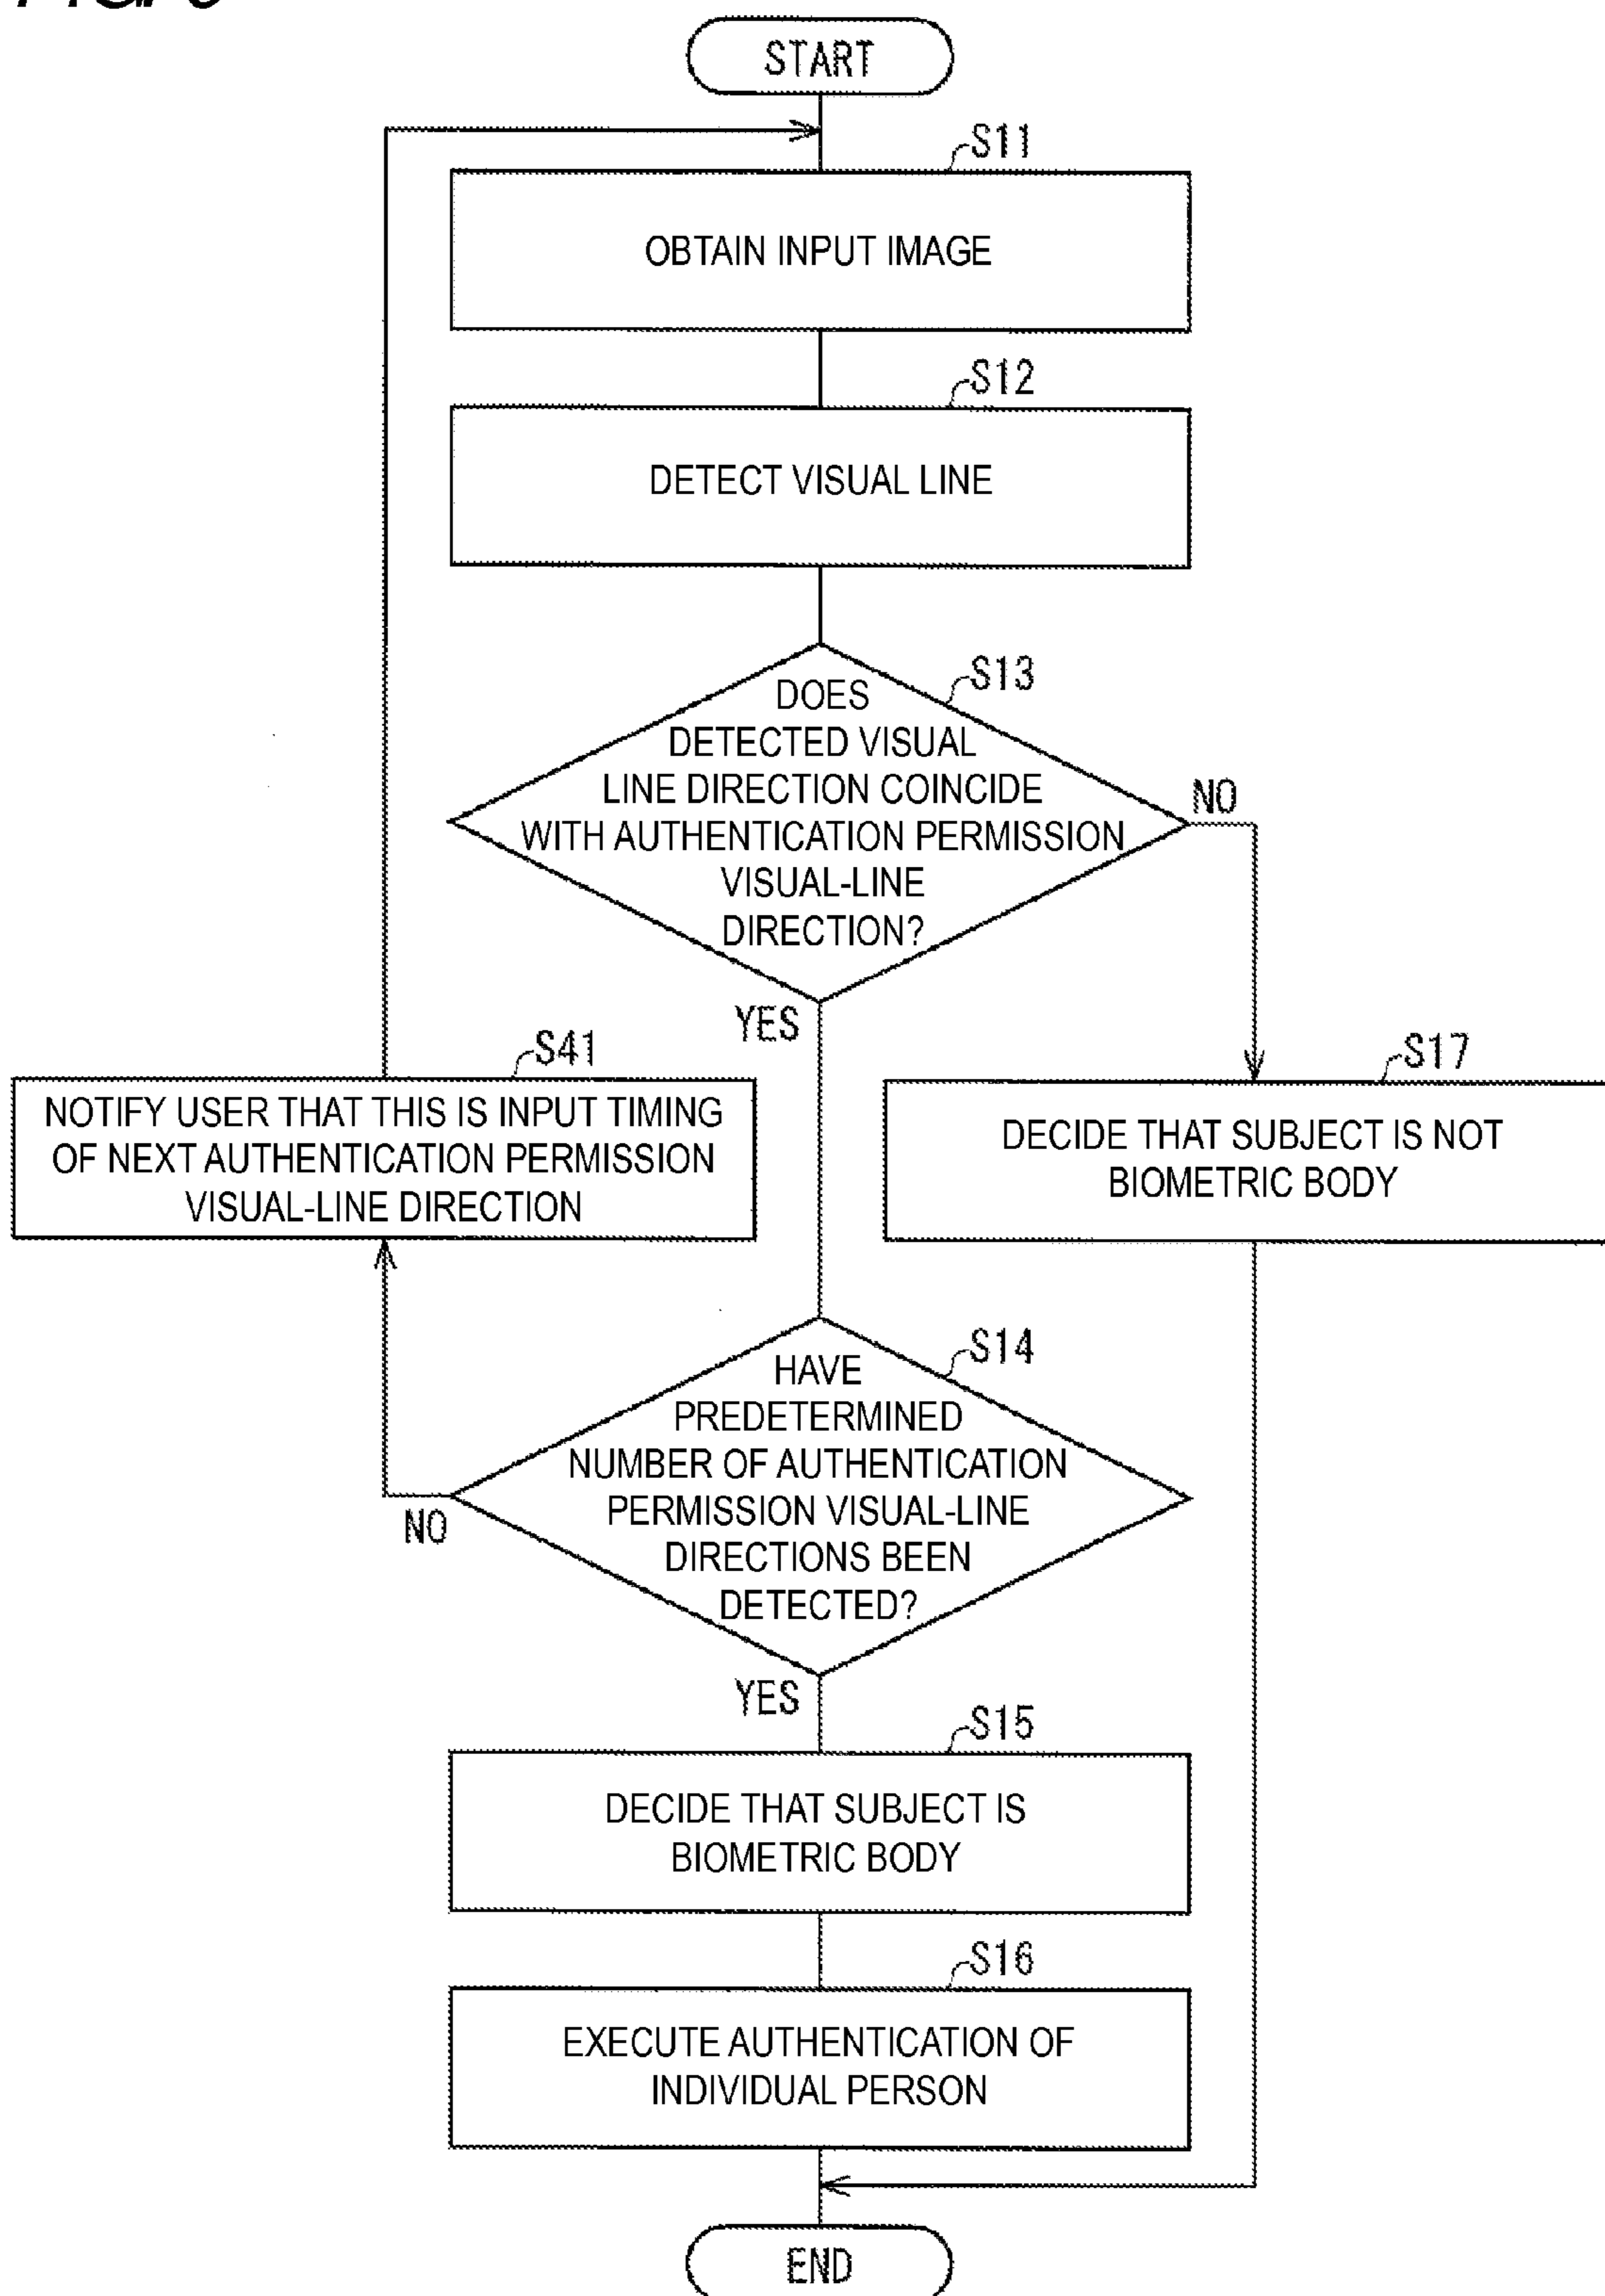 START
S11
OBTAIN INPUT IMAGE
S12
DETECT VISUAL LINE
S13
DOES
DETECTED VISUAL
LINE DIRECTION COINCIDE
WITH AUTHENTICATION PERMISSION
VISUAL-LINE
DIRECTION?
NO
YES
S41
NOTIFY USER THAT THIS IS INPUT TIMING
OF NEXT AUTHENTICATION PERMISSION
VISUAL-LINE DIRECTION
S17
DECIDE THAT SUBJECT IS NOT
BIOMETRIC BODY
S14
HAVE
PREDETERMINED
NUMBER OF AUTHENTICATION
PERMISSION VISUAL-LINE
DIRECTIONS BEEN
DETECTED?
NO
YES
S15
DECIDE THAT SUBJECT IS
BIOMETRIC BODY
S16
EXECUTE AUTHENTICATION OF
INDIVIDUAL PERSON
END